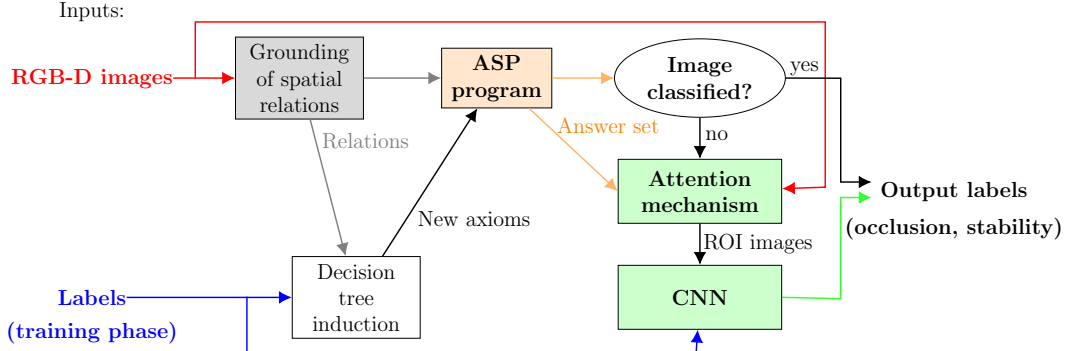 Inputs:
RGB-D images
Grounding
of spatial
relations
ASP
program
Image
classified?
yes
Relations
Answer set
no
Attention
mechanism
Output labels
(occlusion, stability)
New axioms
ROI images
Labels
(training phase)
Decision
tree
induction
CNN